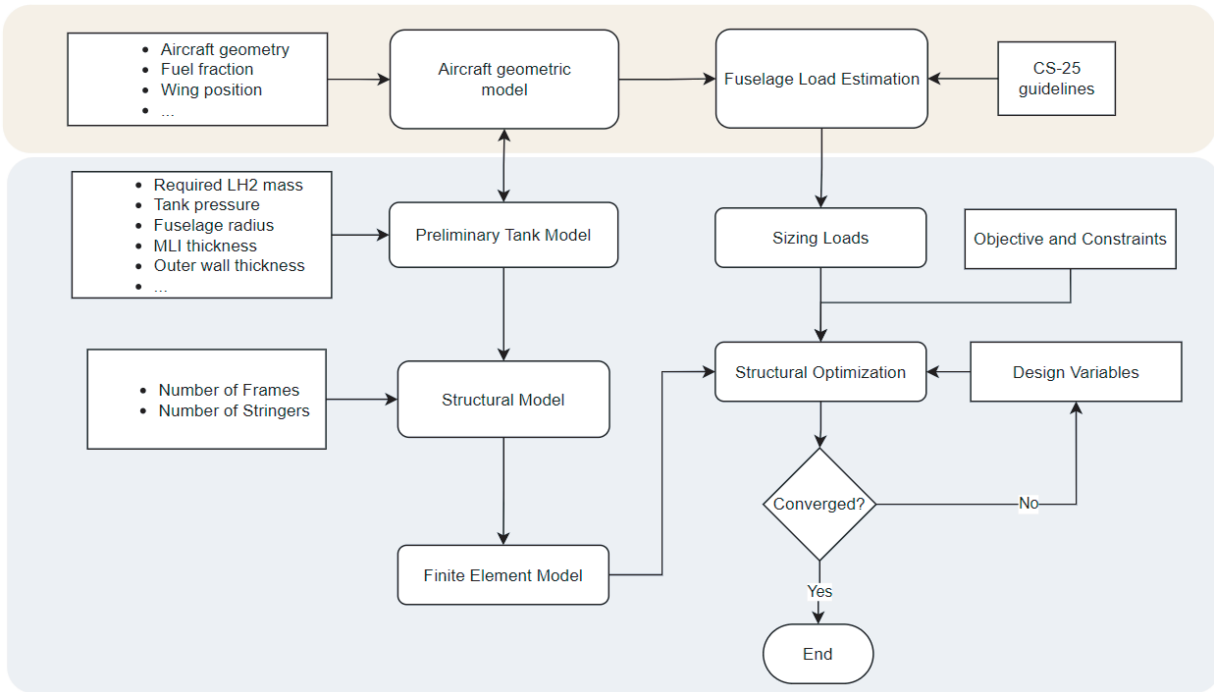 • Aircraft geometry
• Fuel fraction
• Wing position
• ...
Aircraft geometric
model
Fuselage Load Estimation
CS-25
guidelines
• Required LH2 mass
• Tank pressure
• Fuselage radius
• MLI thickness
• Outer wall thickness
• ...
Preliminary Tank Model
Sizing Loads
Objective and Constraints
• Number of Frames
• Number of Stringers
Structural Model
Structural Optimization
Design Variables
Converged?
No
Finite Element Model
Yes
End